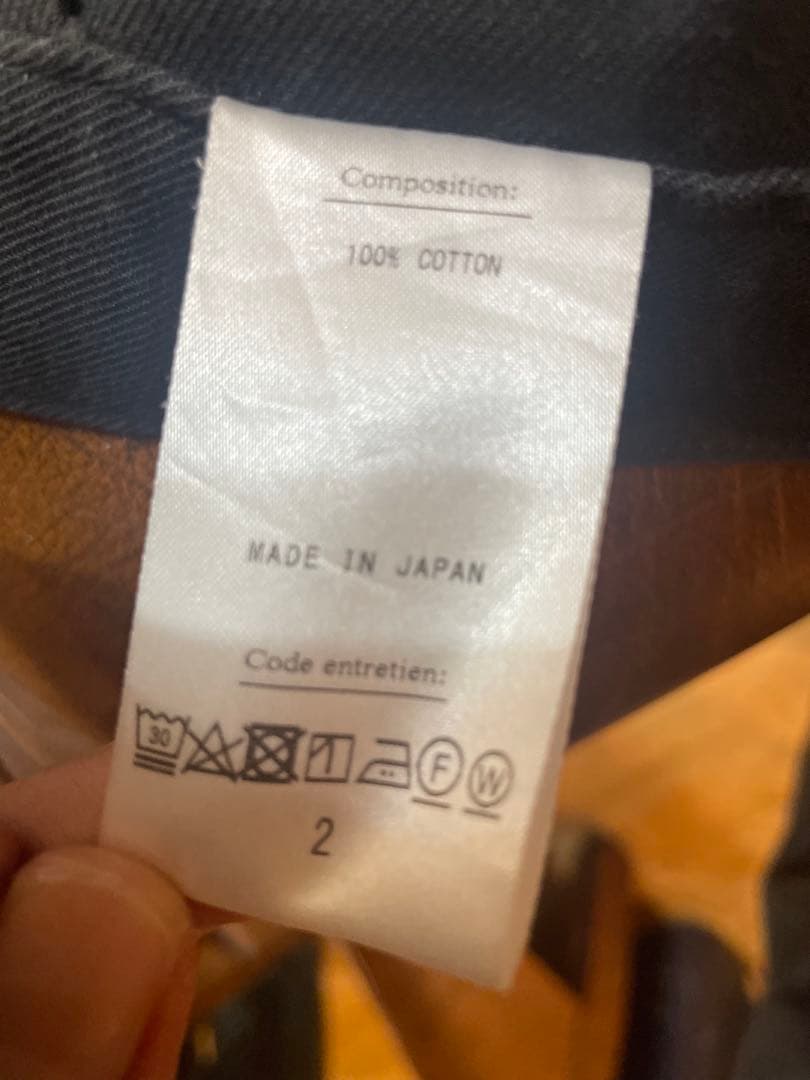 Composition:
100% COTTON
MADE IN JAPAN
Code entretien:
30 F W
2